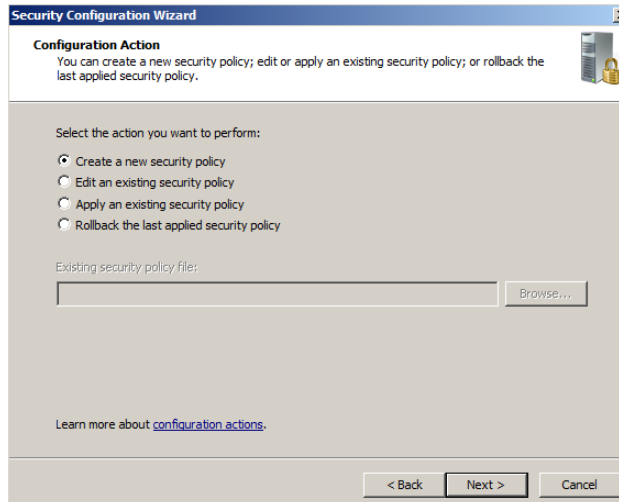 Security Configuration Wizard
Configuration Action
You can create a new security policy; edit or apply an existing security policy; or rollback the
last applied security policy.
Select the action you want to perform:
Create a new security policy
Edit an existing security policy
Apply an existing security policy
Rollback the last applied security policy
Existing security policy file:
Browse...
Learn more about configuration actions.
< Back Next > Cancel